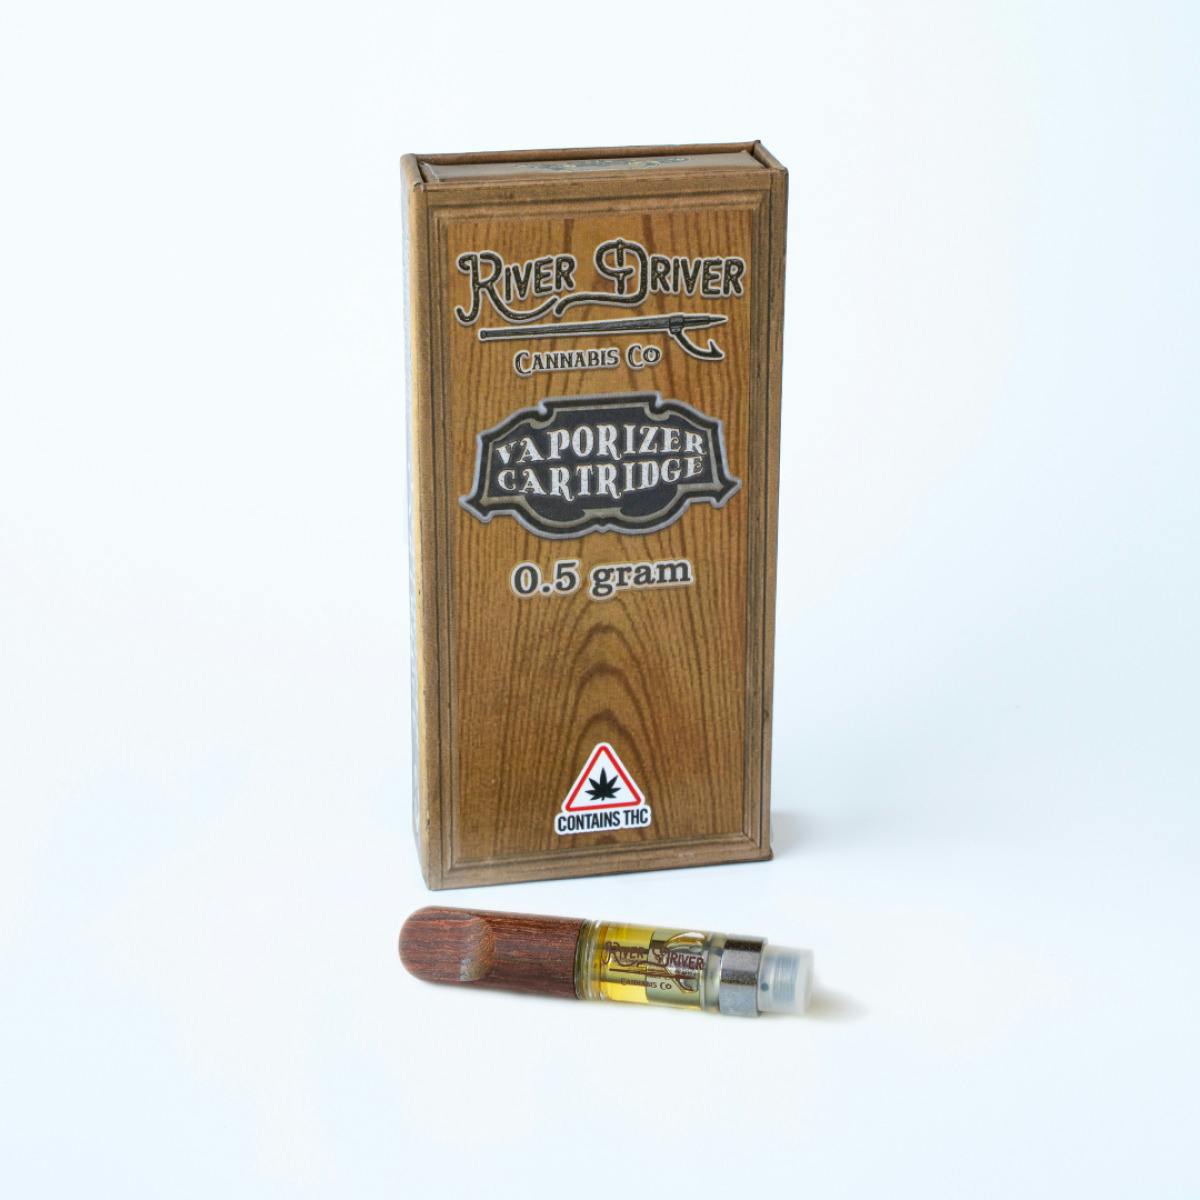 RIVER DRIVER
CANNABIS CO
VAPORIZER
CARTRIDGE
0.5 gram
CONTAINS THC
RIVER DRIVER
CANNABIS CO